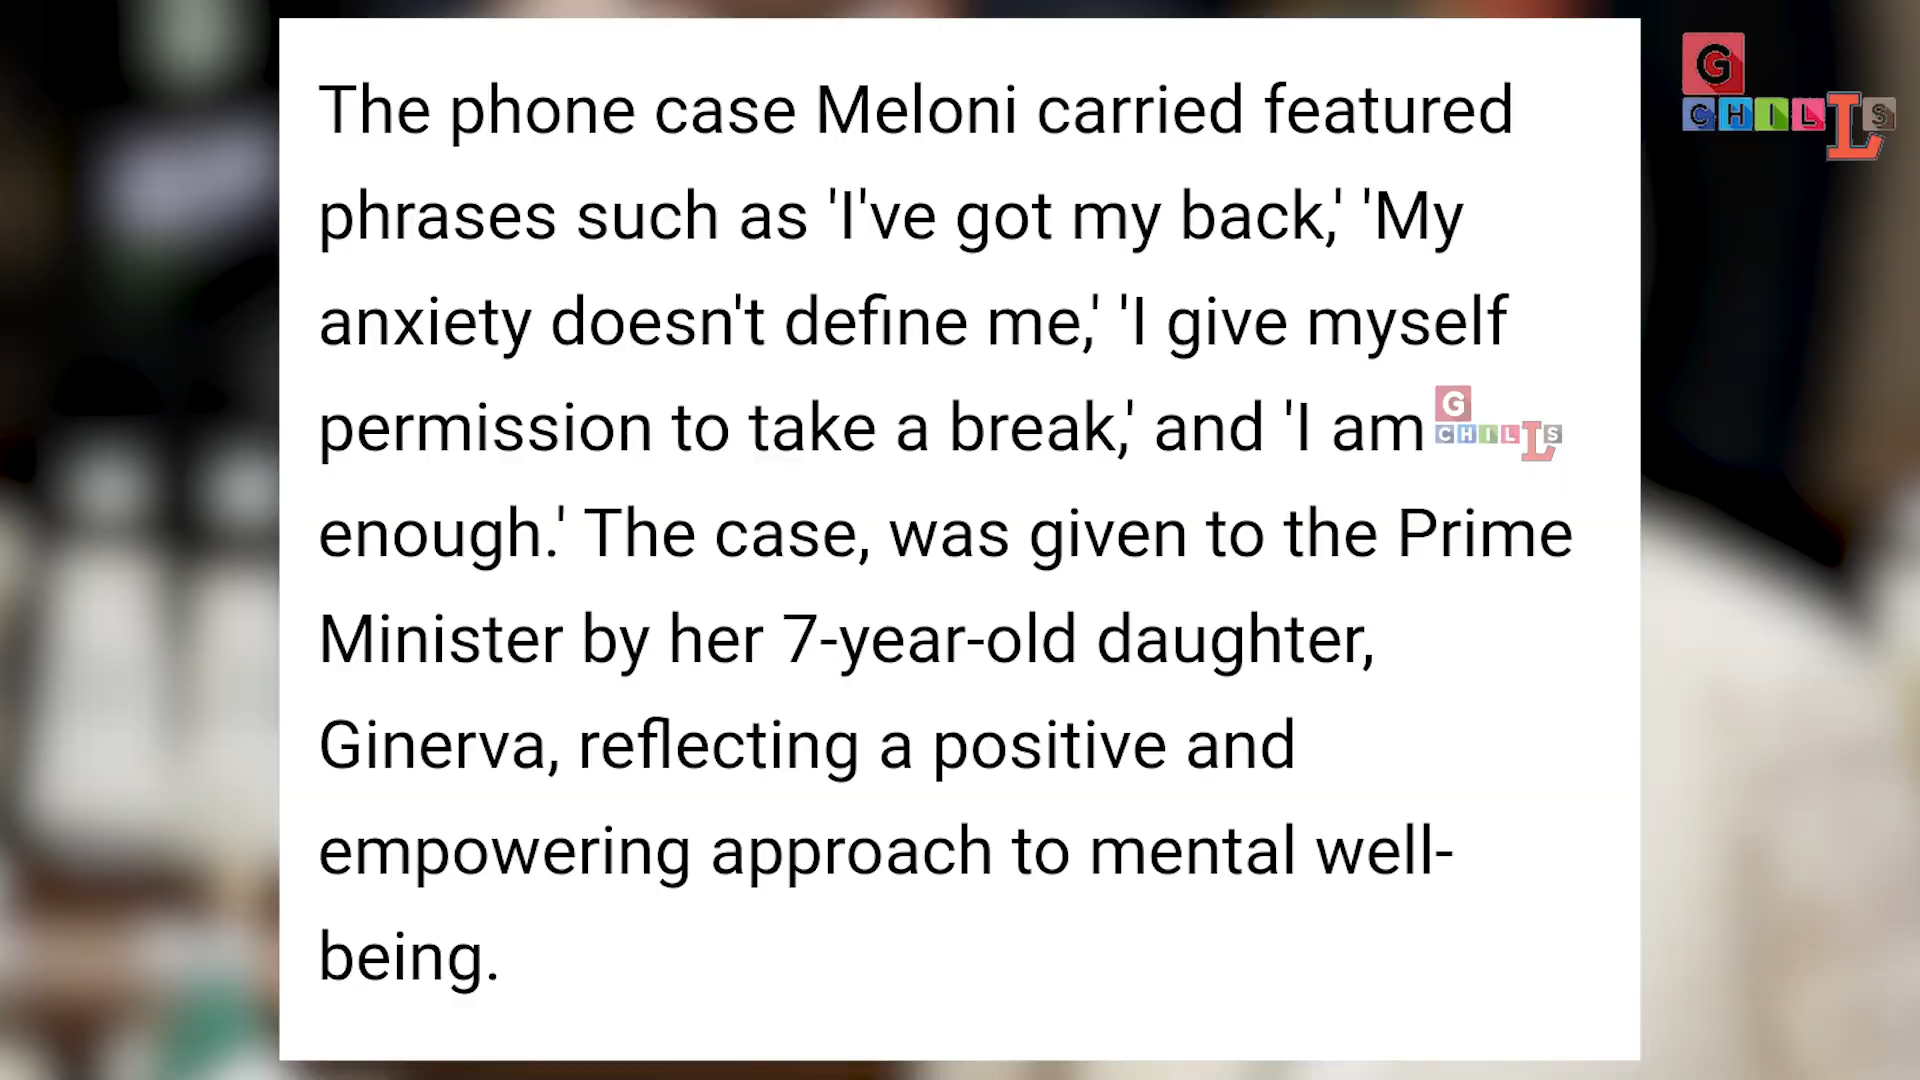 The phone case Meloni carried featured
phrases such as 'I've got my back,' 'My
anxiety doesn't define me,' 'I give myself
permission to take a break,' and 'I am
enough.' The case, was given to the Prime
Minister by her 7-year-old daughter,
Ginerva, reflecting a positive and
empowering approach to mental well-
being.
G
CHILLS
G
CHILLS